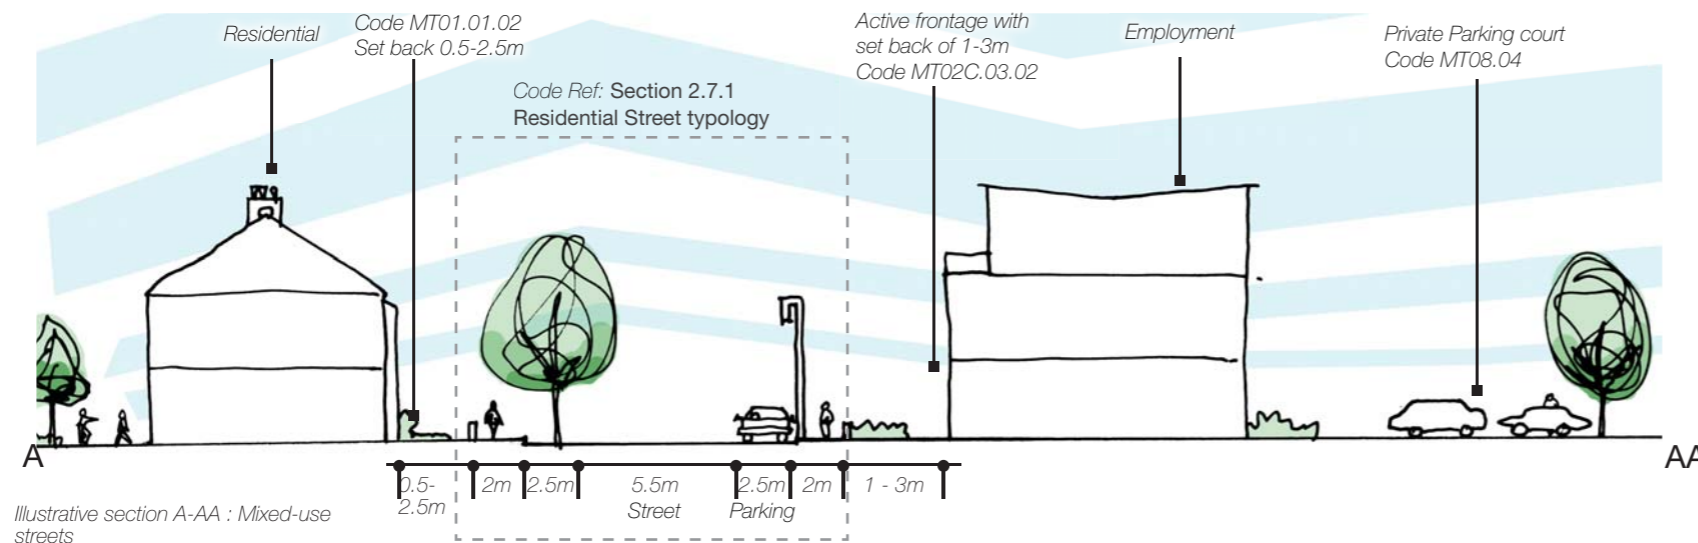 Residential
Code MT01.01.02
Set back 0.5-2.5m
Code Ref: Section 2.7.1
Residential Street typology
Active frontage with
set back of 1-3m
Code MT02C.03.02
Employment
Private Parking court
Code MT08.04
A
AA
0.5-
2.5m
2m
2.5m
5.5m
Street
2.5m
Parking
2m
1 - 3m
Illustrative section A-AA : Mixed-use
streets